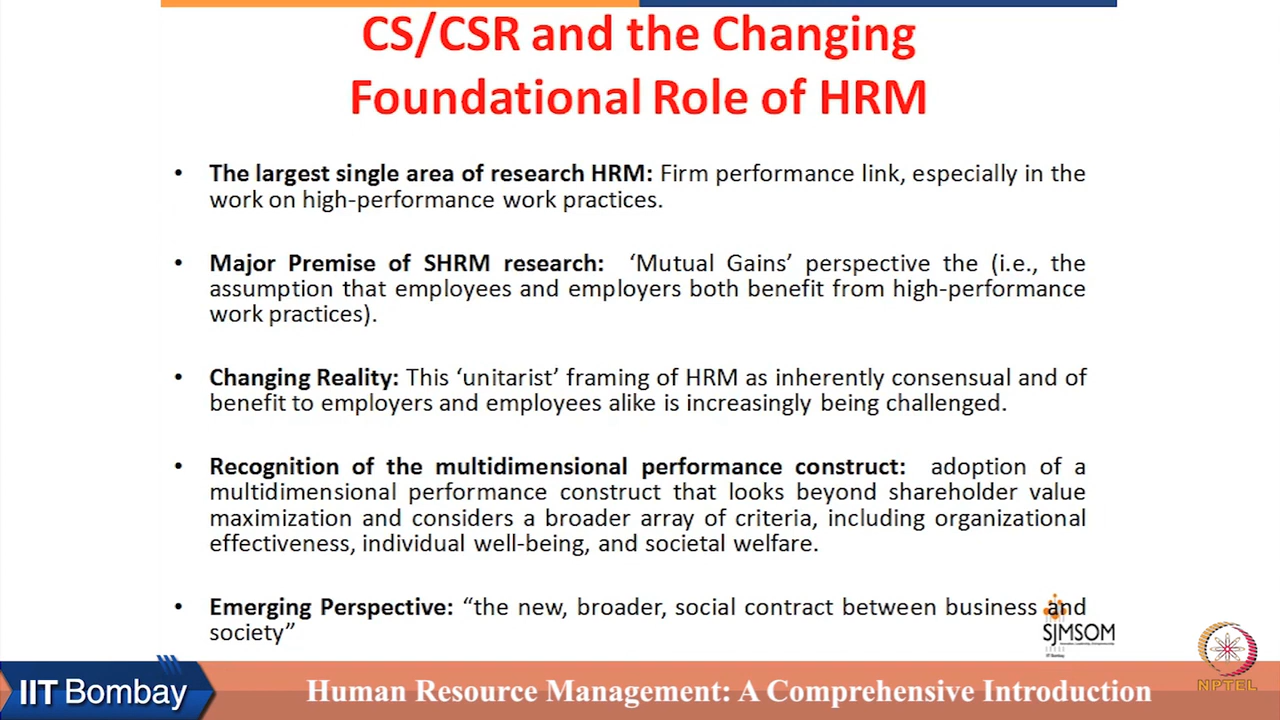 CS/CSR and the Changing
Foundational Role of HRM
• The largest single area of research HRM: Firm performance link, especially in the
work on high-performance work practices.
• Major Premise of SHRM research: ‘Mutual Gains’ perspective the (i.e., the
assumption that employees and employers both benefit from high-performance
work practices).
• Changing Reality: This ‘unitarist’ framing of HRM as inherently consensual and of
benefit to employers and employees alike is increasingly being challenged.
• Recognition of the multidimensional performance construct: adoption of a
multidimensional performance construct that looks beyond shareholder value
maximization and considers a broader array of criteria, including organizational
effectiveness, individual well-being, and societal welfare.
• Emerging Perspective: “the new, broader, social contract between business and
society”
SJMSOM
IIT Bombay
NPTEL
IIT Bombay
Human Resource Management: A Comprehensive Introduction